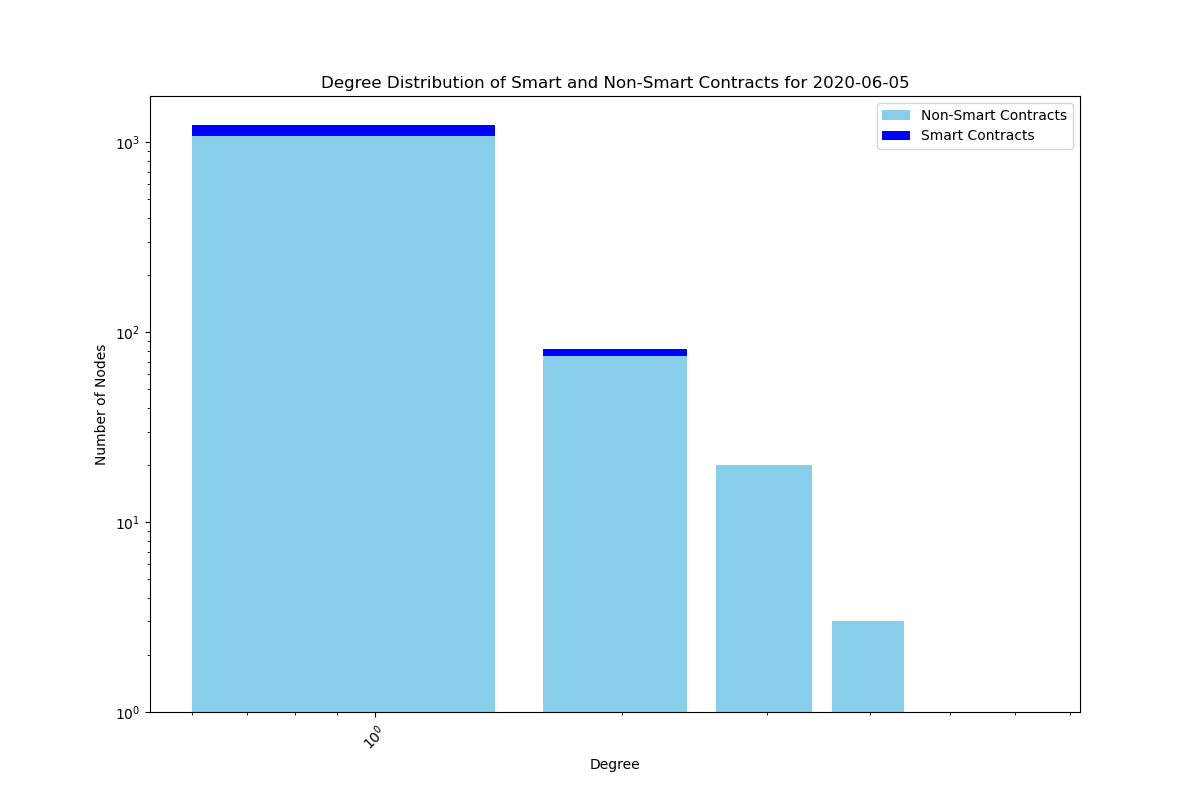 Degree Distribution of Smart and Non-Smart Contracts for 2020-06-05
Non-Smart Contracts
Smart Contracts
10³
10²
10¹
10⁰
Number of Nodes
10⁰
Degree